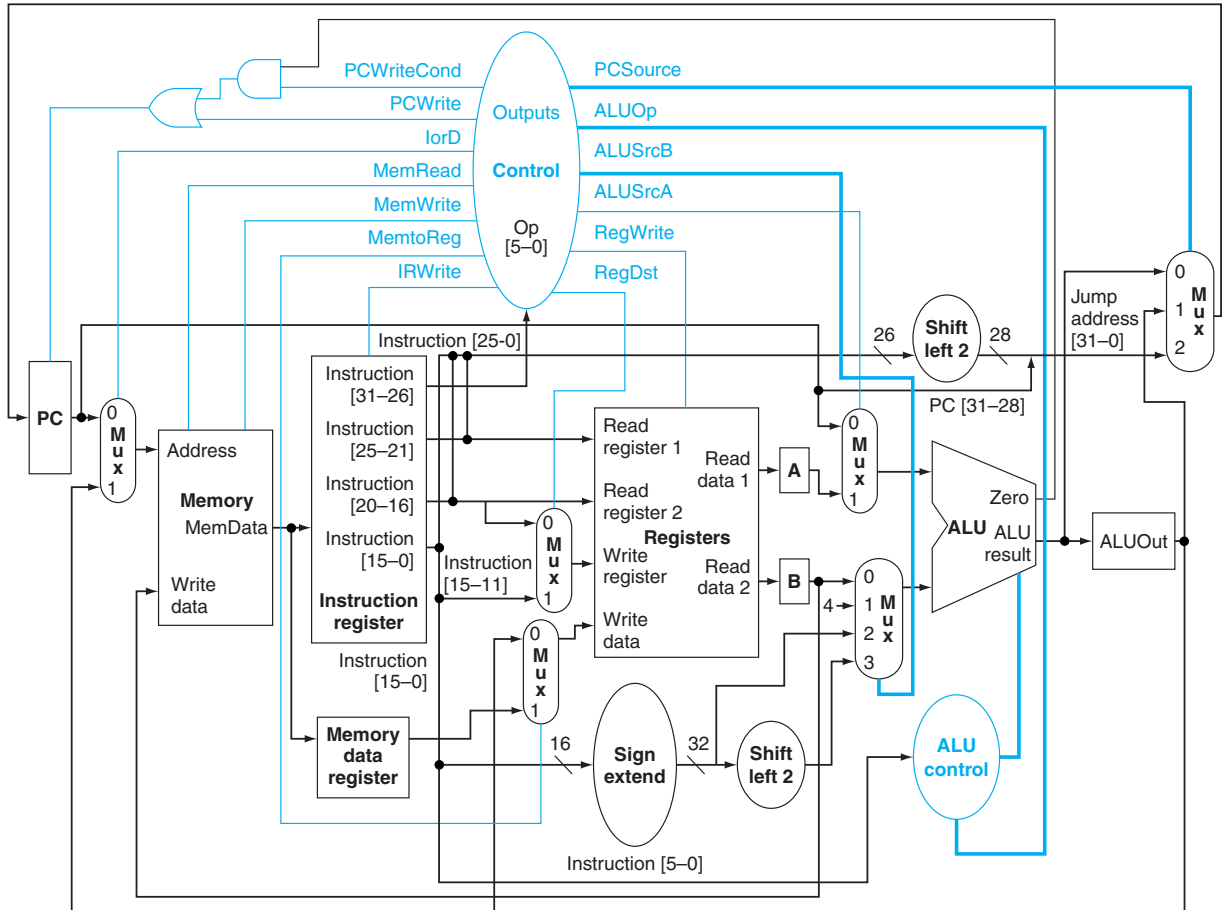 PCWriteCond
PCWrite
IorD
MemRead
MemWrite
MemtoReg
IRWrite
Outputs
Control
Op
[5–0]
PCSource
ALUOp
ALUSrcB
ALUSrcA
RegWrite
RegDst
Instruction [25-0]
26
Shift
left 2
28
Jump
address
[31–0]
0
1
2
M
u
x
PC [31–28]
PC
0
M
u
x
1
Address
Memory
MemData
Write
data
Instruction
[31–26]
Instruction
[25–21]
Instruction
[20–16]
Instruction
[15–0]
Instruction
register
Instruction
[15–0]
Instruction
[15–11]
0
M
u
x
1
0
M
u
x
1
Memory
data
register
Read
register 1
Read
register 2
Registers
Write
register
Write
data
Read
data 1
Read
data 2
A
B
0
M
u
x
1
4
0
1
2
3
M
u
x
Zero
ALU
ALU
result
ALUOut
16
Sign
extend
32
Shift
left 2
ALU
control
Instruction [5–0]